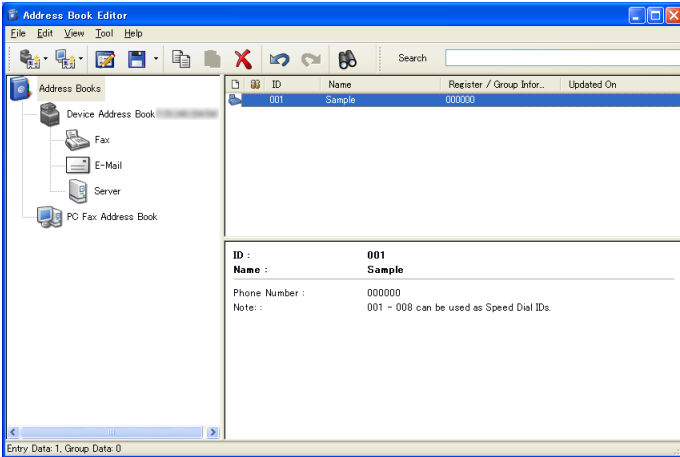 Address Book Editor
File Edit View Tool Help
Search
Address Books
Device Address Book
Fax
E-Mail
Server
PC Fax Address Book
ID Name Register / Group Infor... Updated On
001 Sample 000000
ID : 001
Name : Sample
Phone Number : 000000
Note: : 001 - 008 can be used as Speed Dial IDs.
Entry Data: 1, Group Data: 0